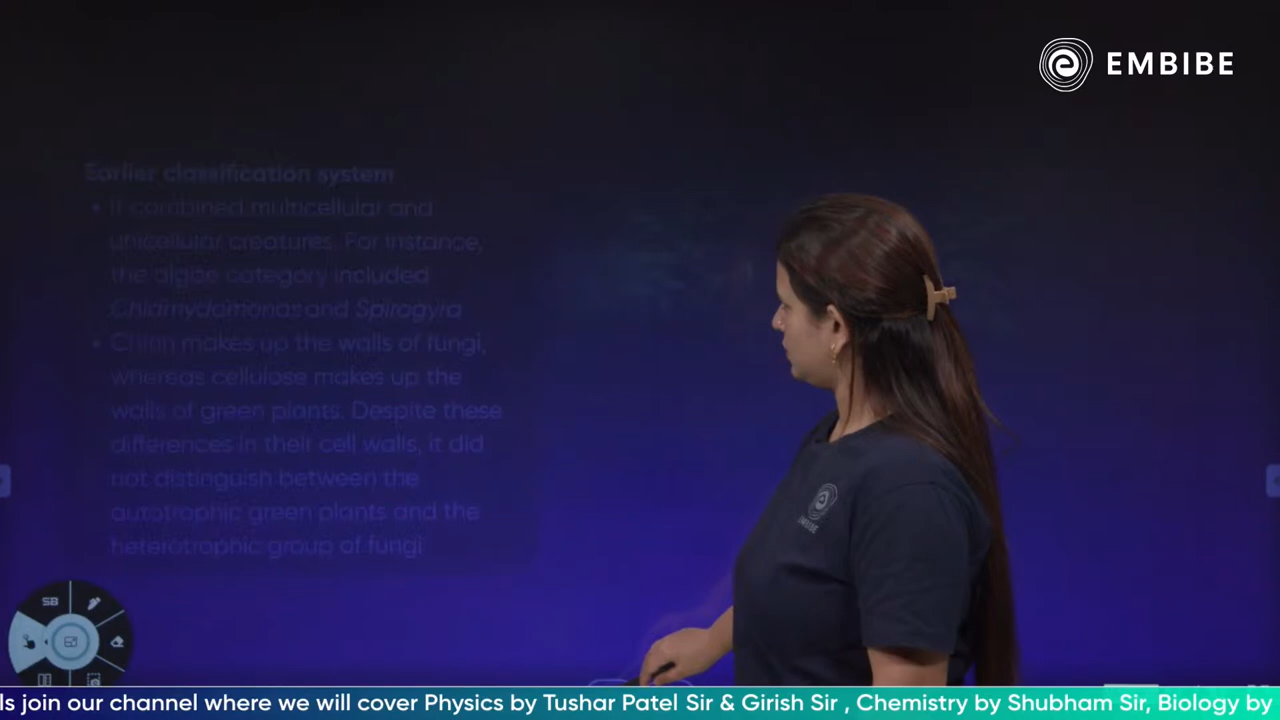 EMBIBE
Earlier classification system
• It combined multicellular and
unicellular creatures. For instance,
the algae category included
Chlamydomonas and Spirogyra
• Chitin makes up the walls of fungi,
whereas cellulose makes up the
walls of green plants. Despite these
differences in their cell walls, it did
not distinguish between the
autotrophic green plants and the
heterotrophic group of fungi
EMBIBE
SB
ls join our channel where we will cover Physics by Tushar Patel Sir & Girish Sir , Chemistry by Shubham Sir, Biology by